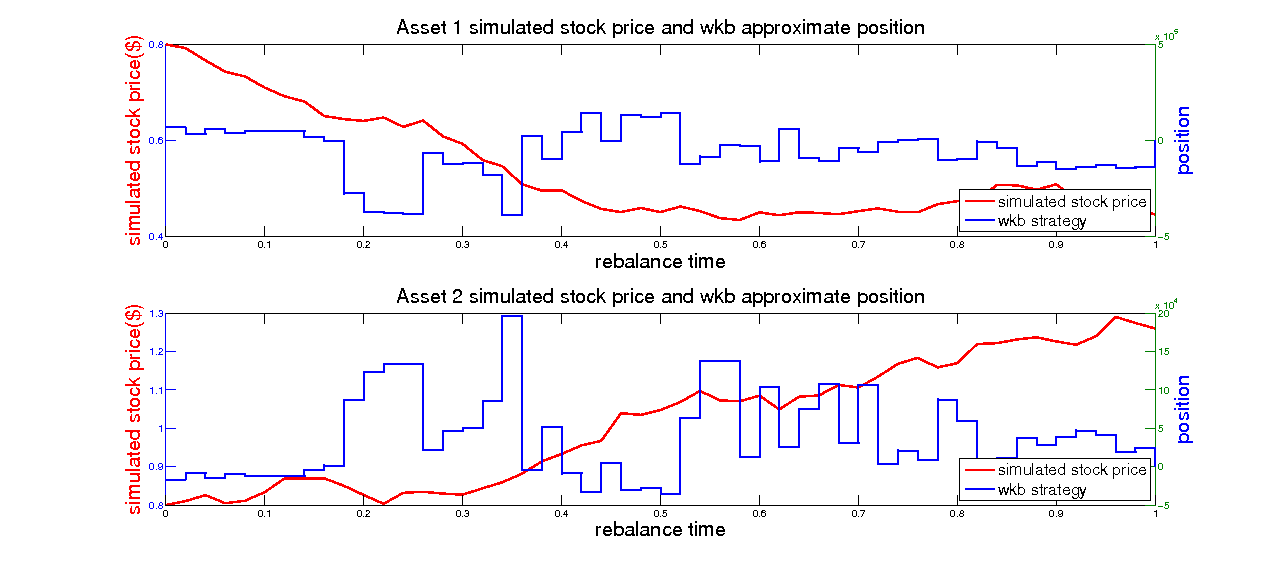 Asset 1 simulated stock price and wkb approximate position
simulated stock price($)
0.8
0.6
0.4
x 10
5
0
-5
position
simulated stock price
wkb strategy
0 0.1 0.2 0.3 0.4 0.5 0.6 0.7 0.8 0.9 1
rebalance time
Asset 2 simulated stock price and wkb approximate position
simulated stock price($)
1.3
1.2
1.1
1
0.9
0.8
x 10^4
20
15
10
5
0
-5
position
simulated stock price
wkb strategy
0 0.1 0.2 0.3 0.4 0.5 0.6 0.7 0.8 0.9 1
rebalance time